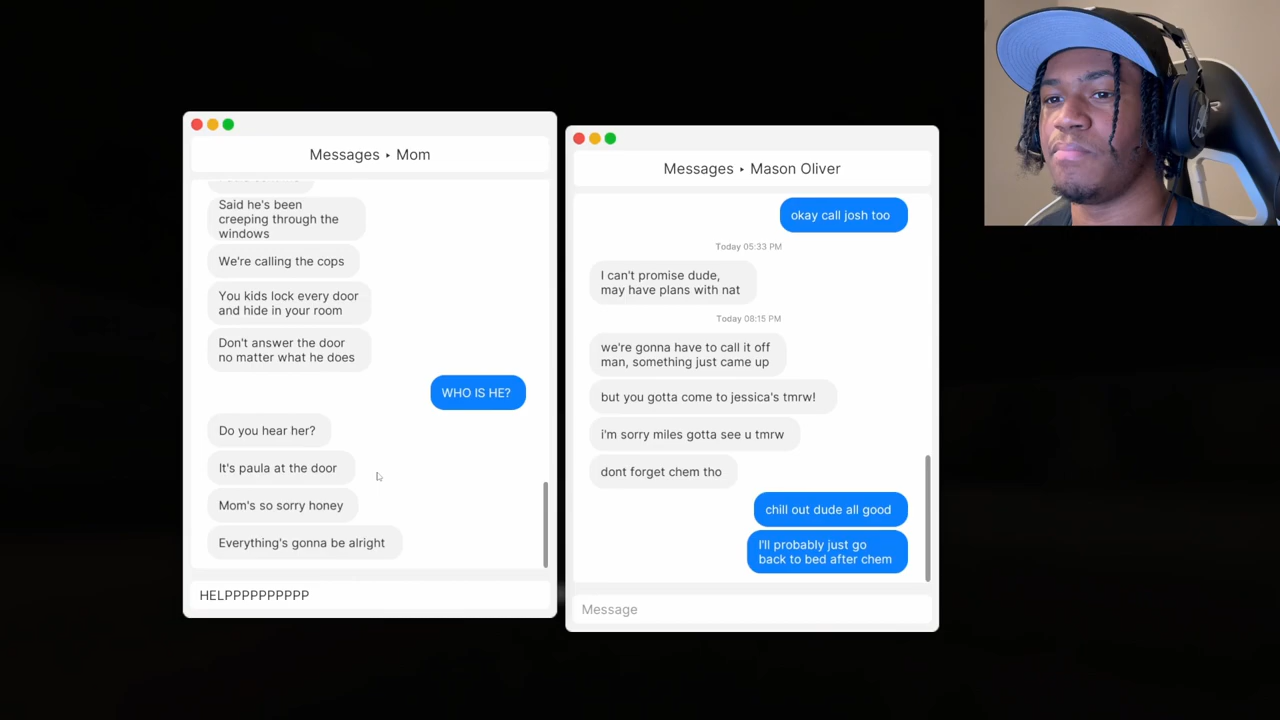 Messages ‣ Mom
Said he's been
creeping through the
windows
We're calling the cops
You kids lock every door
and hide in your room
Don't answer the door
no matter what he does
WHO IS HE?
Do you hear her?
It's paula at the door
Mom's so sorry honey
Everything's gonna be alright
HELPPPPPPPPPP
Messages ‣ Mason Oliver
okay call josh too
Today 05:33 PM
I can't promise dude,
may have plans with nat
Today 08:15 PM
we're gonna have to call it off
man, something just came up
but you gotta come to jessica's tmrw!
i'm sorry miles gotta see u tmrw
dont forget chem tho
chill out dude all good
I'll probably just go
back to bed after chem
Message